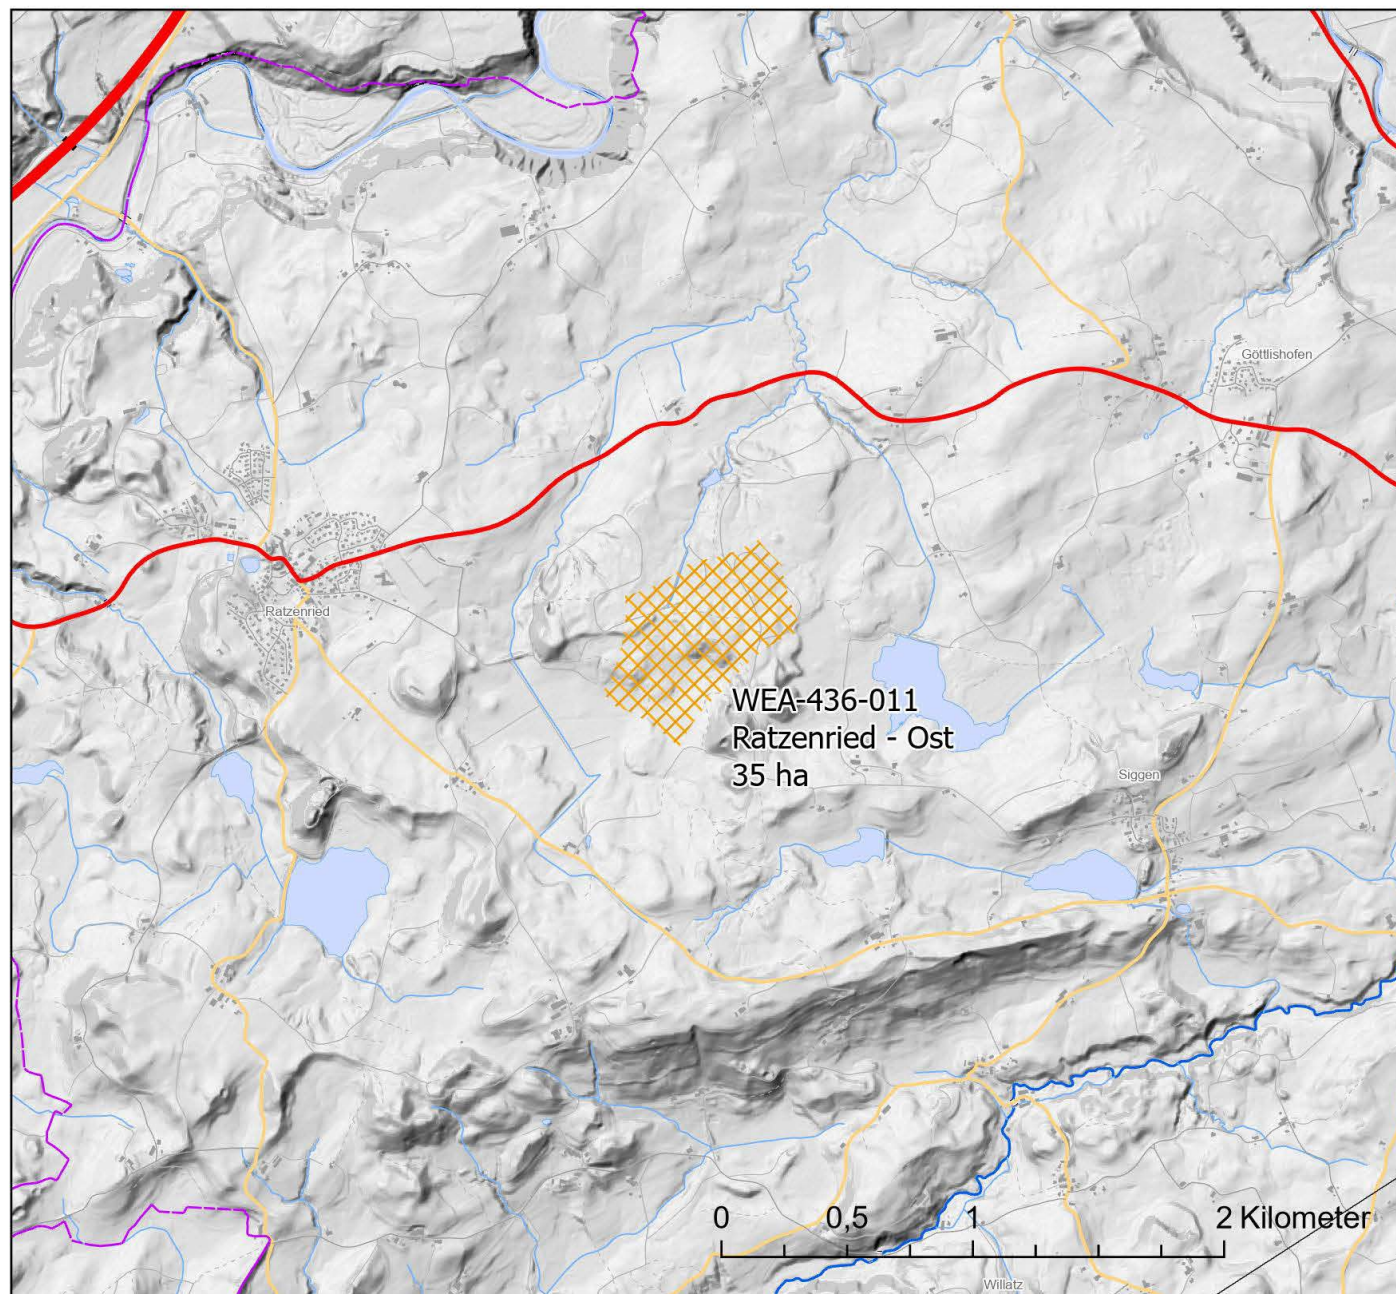 Göttlishofen
Ratzenried
WEA-436-011
Ratzenried - Ost
35 ha
Siggen
0 0,5 1 2 Kilometer
Willatz